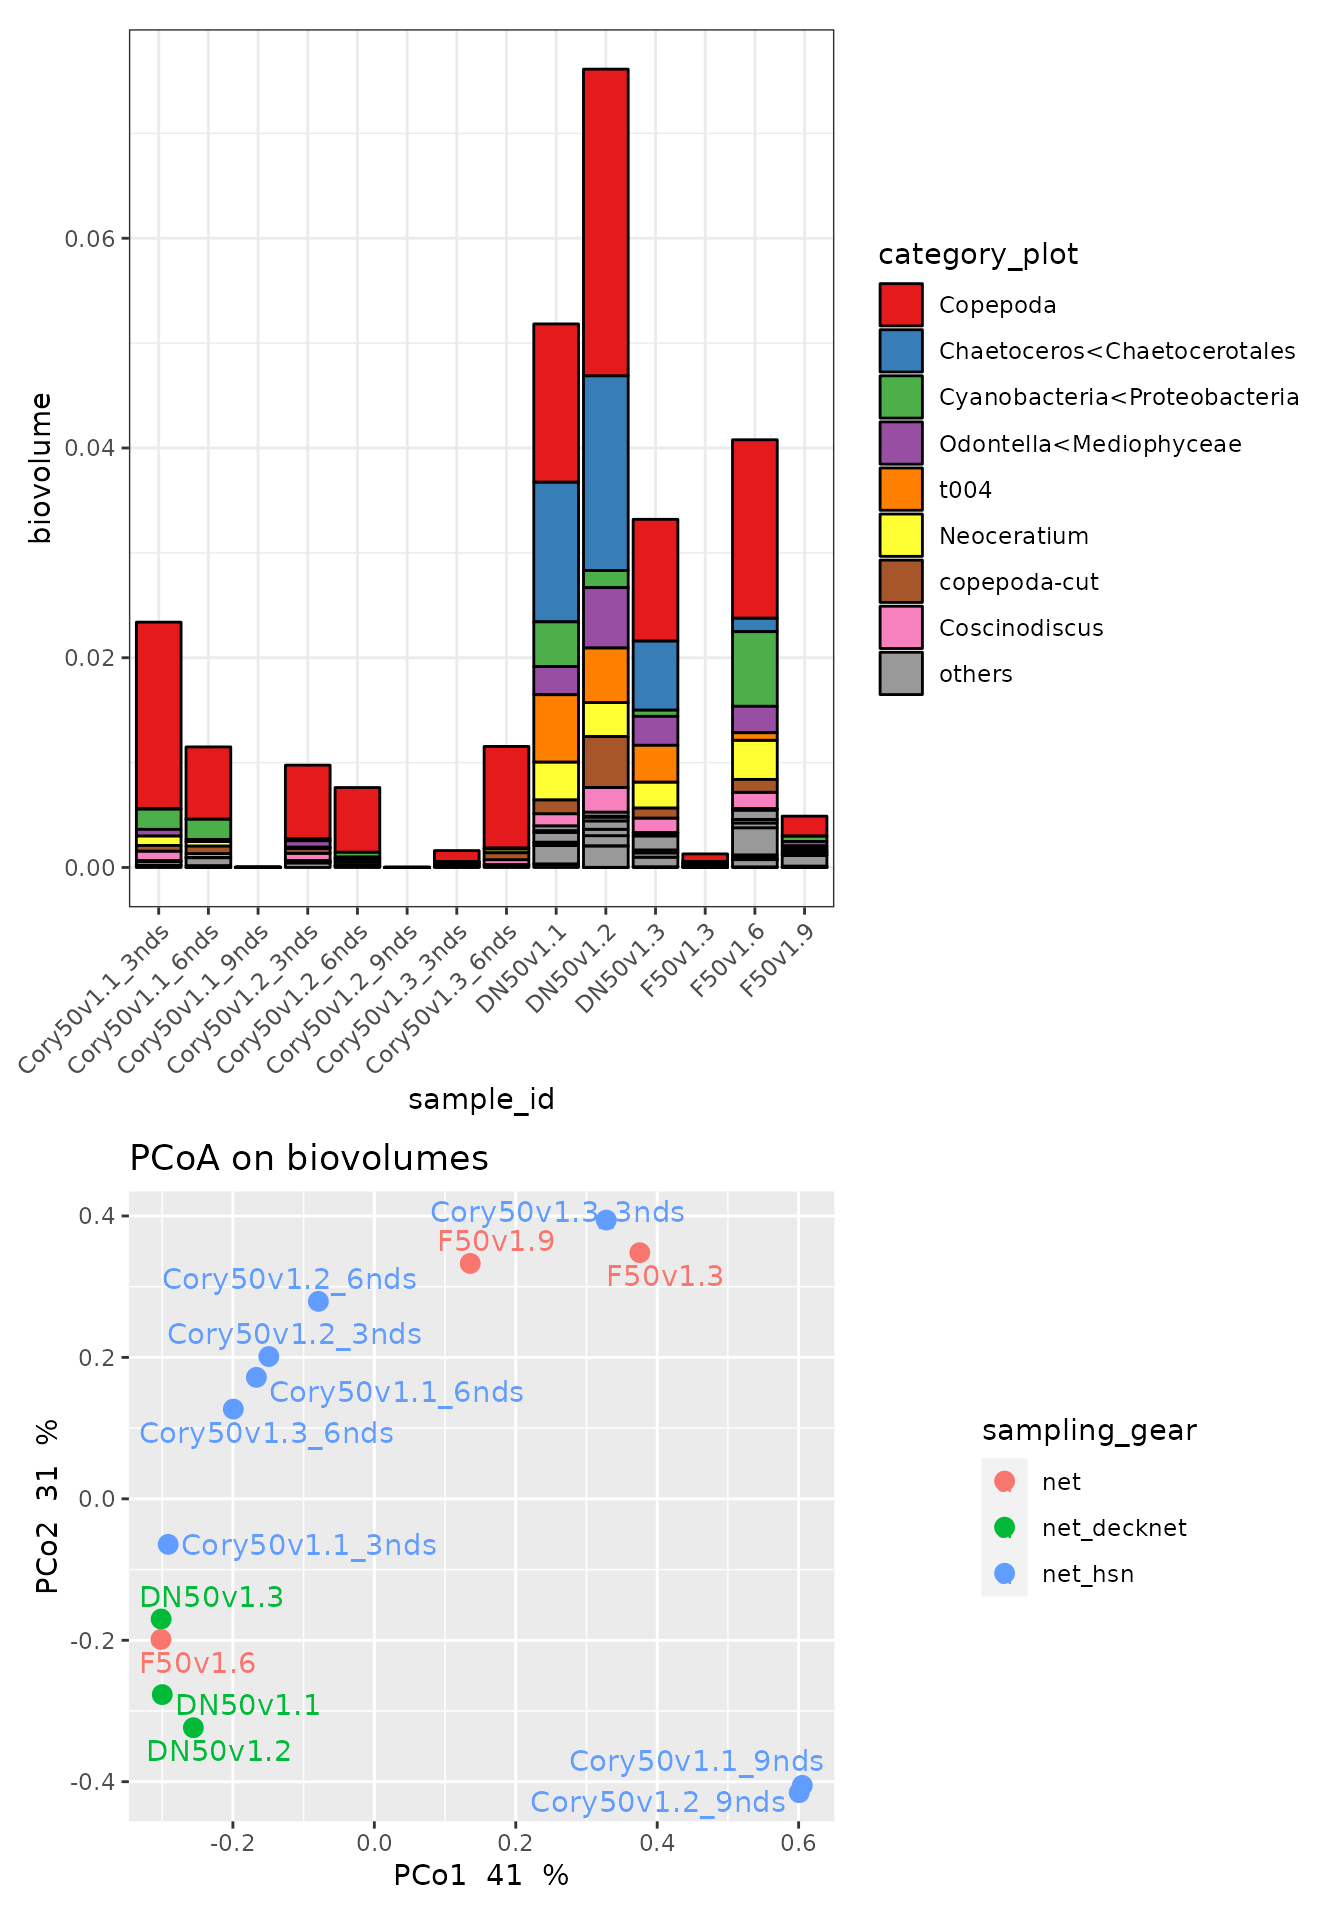 0.06
0.04
0.02
0.00
biovolume
Cory50v1.1_3nds
Cory50v1.1_6nds
Cory50v1.1_9nds
Cory50v1.2_3nds
Cory50v1.2_6nds
Cory50v1.2_9nds
Cory50v1.3_3nds
Cory50v1.3_6nds
DN50v1.1
DN50v1.2
DN50v1.3
F50v1.3
F50v1.6
F50v1.9
sample_id
category_plot
Copepoda
Chaetoceros<Chaetocerotales
Cyanobacteria<Proteobacteria
Odontella<Mediophyceae
t004
Neoceratium
copepoda-cut
Coscinodiscus
others
PCoA on biovolumes
0.4
0.2
0.0
-0.2
-0.4
PCo2 31 %
Cory50v1.3_3nds
F50v1.9
F50v1.3
Cory50v1.2_6nds
Cory50v1.2_3nds
Cory50v1.1_6nds
Cory50v1.3_6nds
Cory50v1.1_3nds
DN50v1.3
F50v1.6
DN50v1.1
DN50v1.2
Cory50v1.1_9nds
Cory50v1.2_9nds
-0.2
0.0
0.2
0.4
0.6
PCo1 41 %
sampling_gear
net
net_decknet
net_hsn